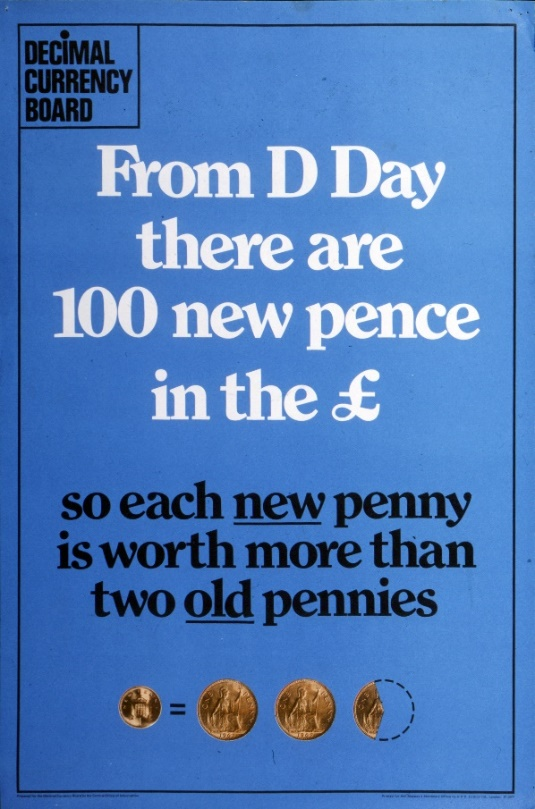 DECIMAL
CURRENCY
BOARD
From D Day
there are
100 new pence
in the £
so each new penny
is worth more than
two old pennies
=